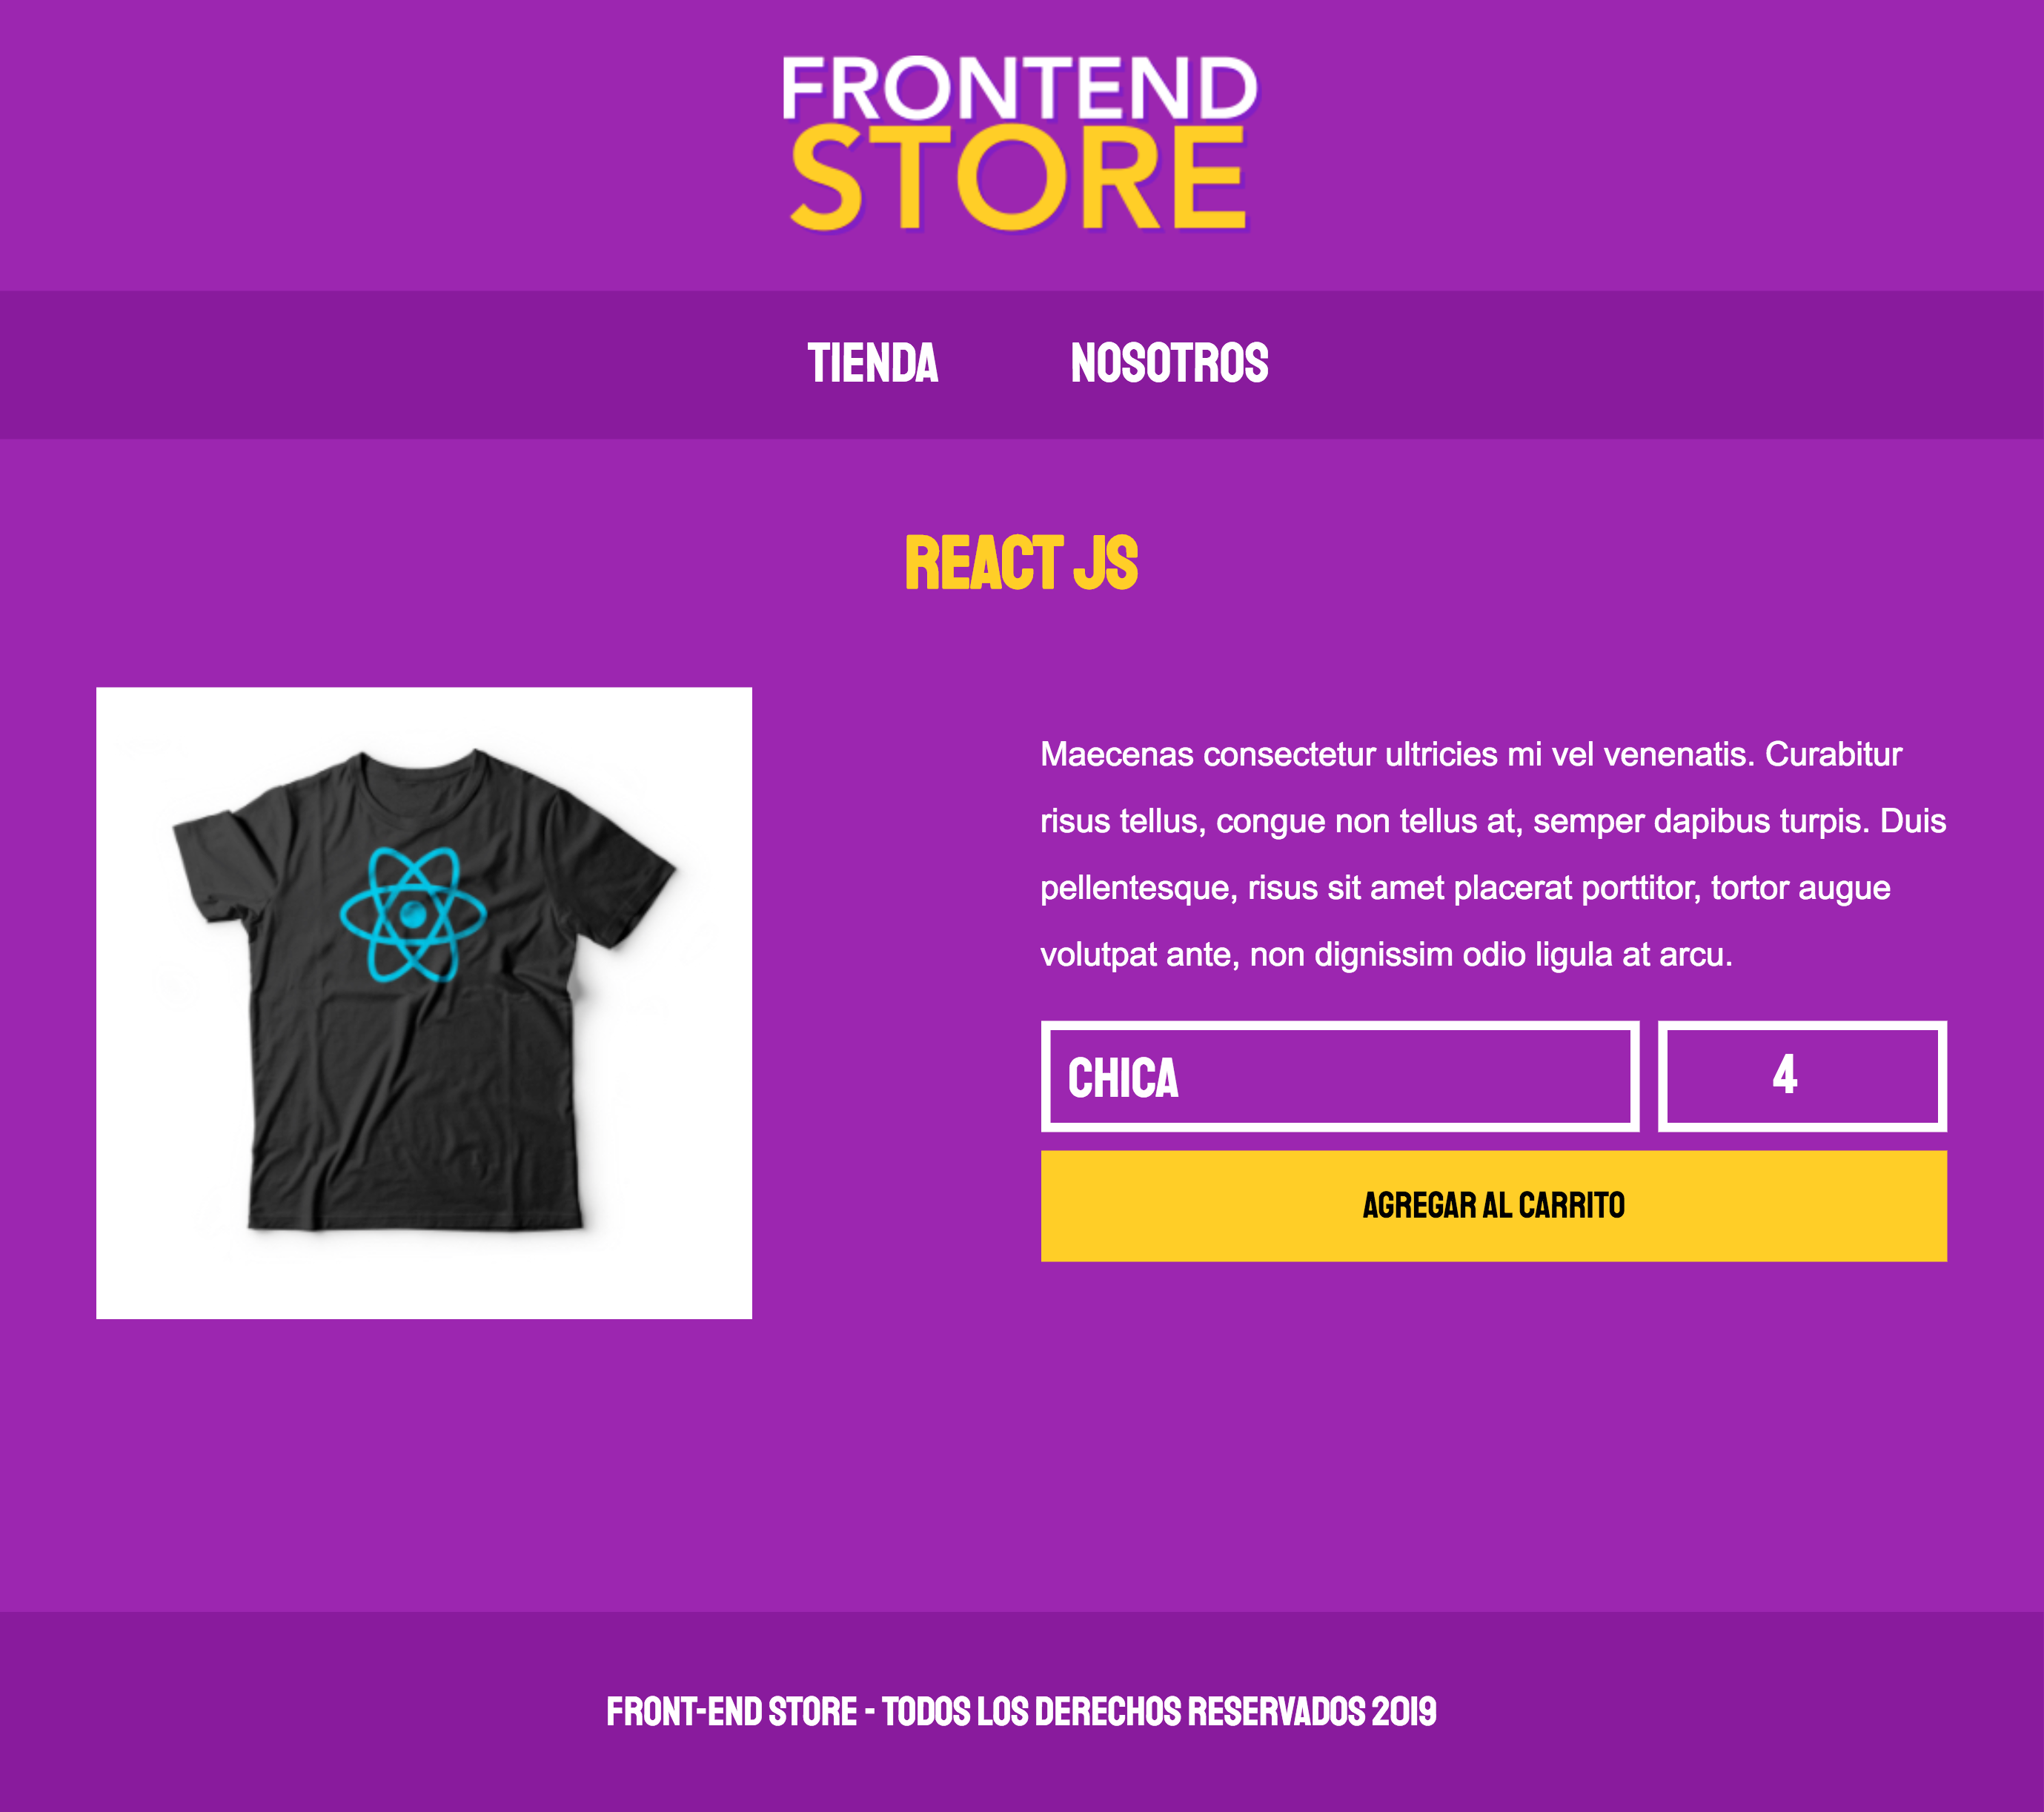 FRONTEND
STORE
TIENDA NOSOTROS
REACT JS
Maecenas consectetur ultricies mi vel venenatis. Curabitur
risus tellus, congue non tellus at, semper dapibus turpis. Duis
pellentesque, risus sit amet placerat porttitor, tortor augue
volutpat ante, non dignissim odio ligula at arcu.
CHICA 4
AGREGAR AL CARRITO
FRONT-END STORE - TODOS LOS DERECHOS RESERVADOS 2019